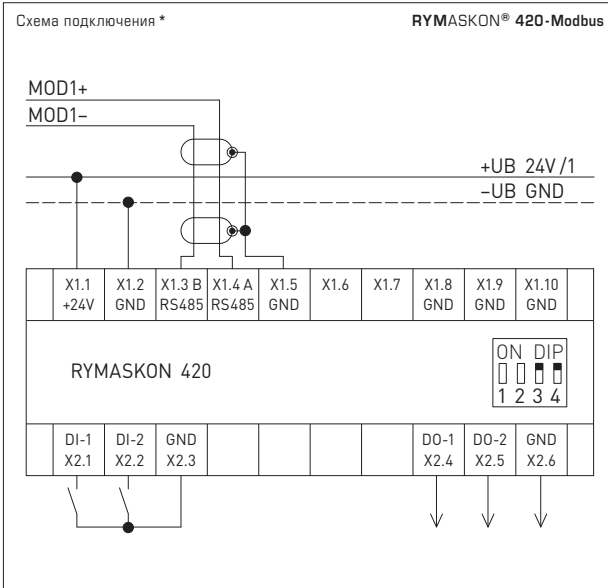 Схема подключения * RYMASKON® 420-Modbus
MOD1+
MOD1–
+UB 24V/1
–UB GND
X1.1 X1.2 X1.3 B X1.4 A X1.5 X1.6 X1.7 X1.8 X1.9 X1.10
+24V GND RS485 RS485 GND GND GND GND
RYMASKON 420
ON DIP
1 2 3 4
DI-1 DI-2 GND DO-1 DO-2 GND
X2.1 X2.2 X2.3 X2.4 X2.5 X2.6